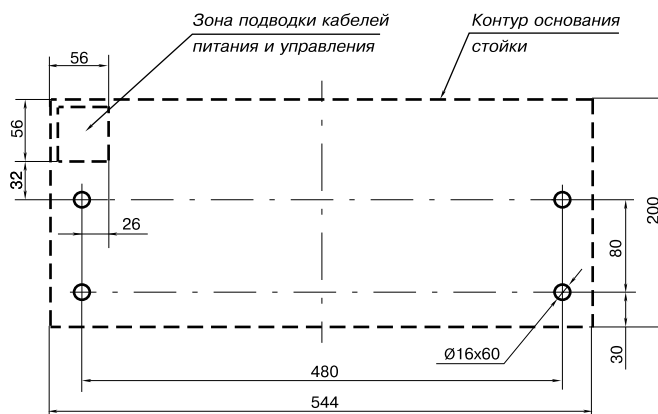 Зона подводки кабелей
питания и управления
Контур основания
стойки
56
56
32
26
200
80
30
Ø16x60
480
544